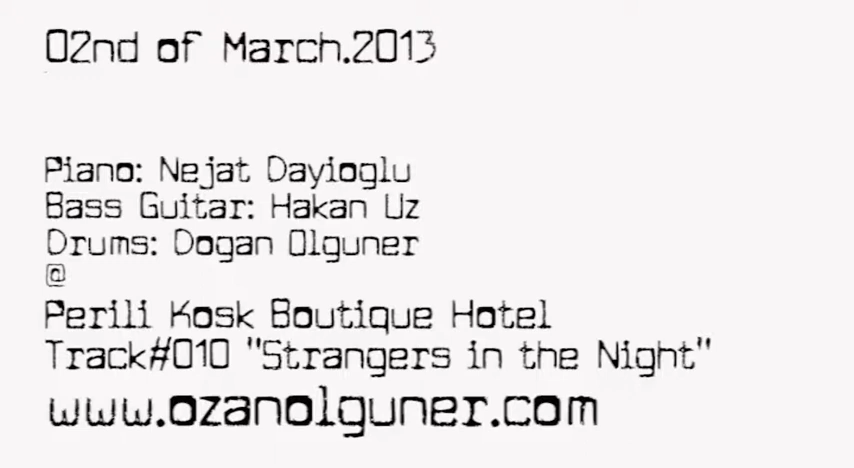 02nd of March.2013
Piano: Nejat Dayioglu
Bass Guitar: Hakan Uz
Drums: Dogan Olguner
@
Perili Kosk Boutique Hotel
Track#010 "Strangers in the Night"
www.ozanolguner.com